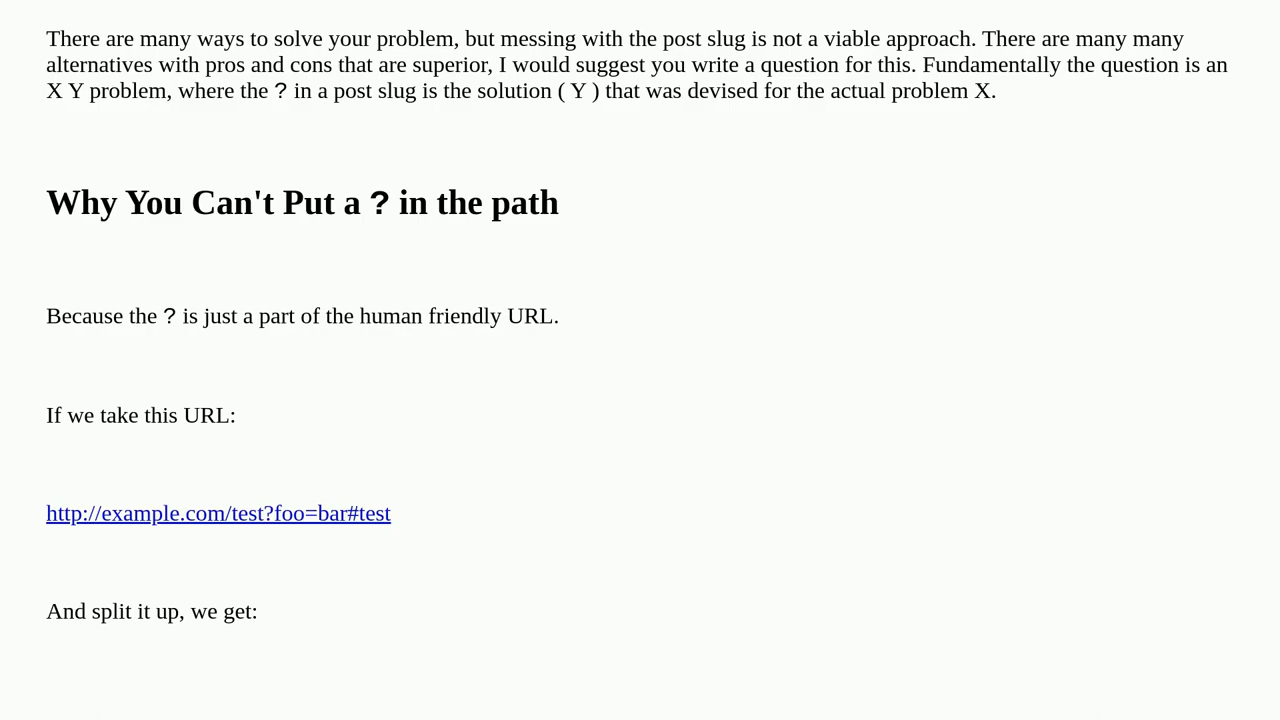 There are many ways to solve your problem, but messing with the post slug is not a viable approach. There are many many
alternatives with pros and cons that are superior, I would suggest you write a question for this. Fundamentally the question is an
X Y problem, where the ? in a post slug is the solution ( Y ) that was devised for the actual problem X.
Why You Can't Put a ? in the path
Because the ? is just a part of the human friendly URL.
If we take this URL:
http://example.com/test?foo=bar#test
And split it up, we get: